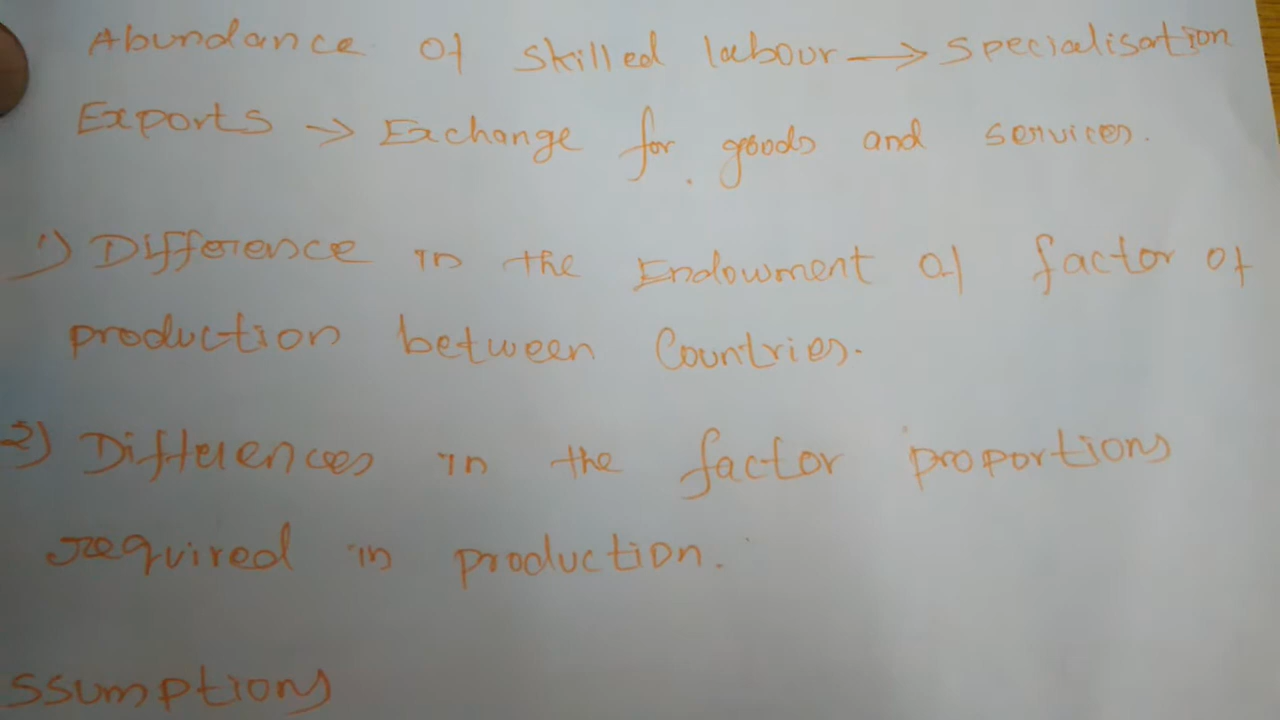 Abundance of skilled labour → specialisation
Exports → Exchange for goods and services.
1) Difference in the Endowment of factor of
production between Countries.
2) Differences in the factor proportions
required in production.
ssumptions